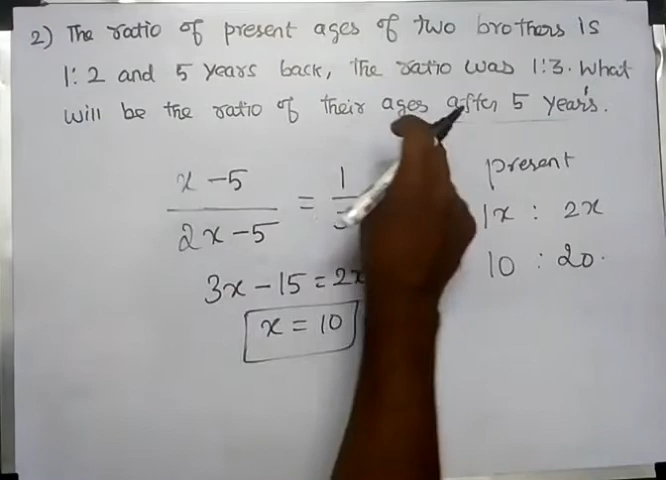 2) The ratio of present ages of two brothers is
1:2 and 5 years back, the ratio was 1:3. What
will be the ratio of their ages after 5 years.
present
x-5 / 2x-5 = 1
1x : 2x
3x-15 = 2x
10 : 20.
x = 10